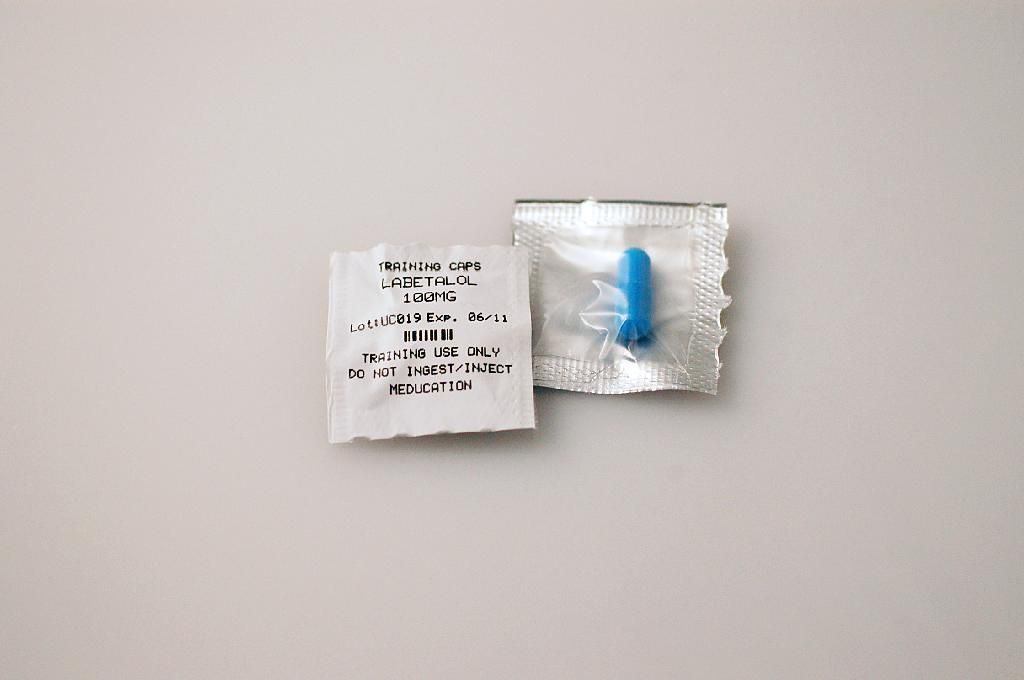 TRAINING CAPS
LABETALOL
100MG
Lot:UC019 Exp. 06/11
TRAINING USE ONLY
DO NOT INGEST/INJECT
MEDUCATION